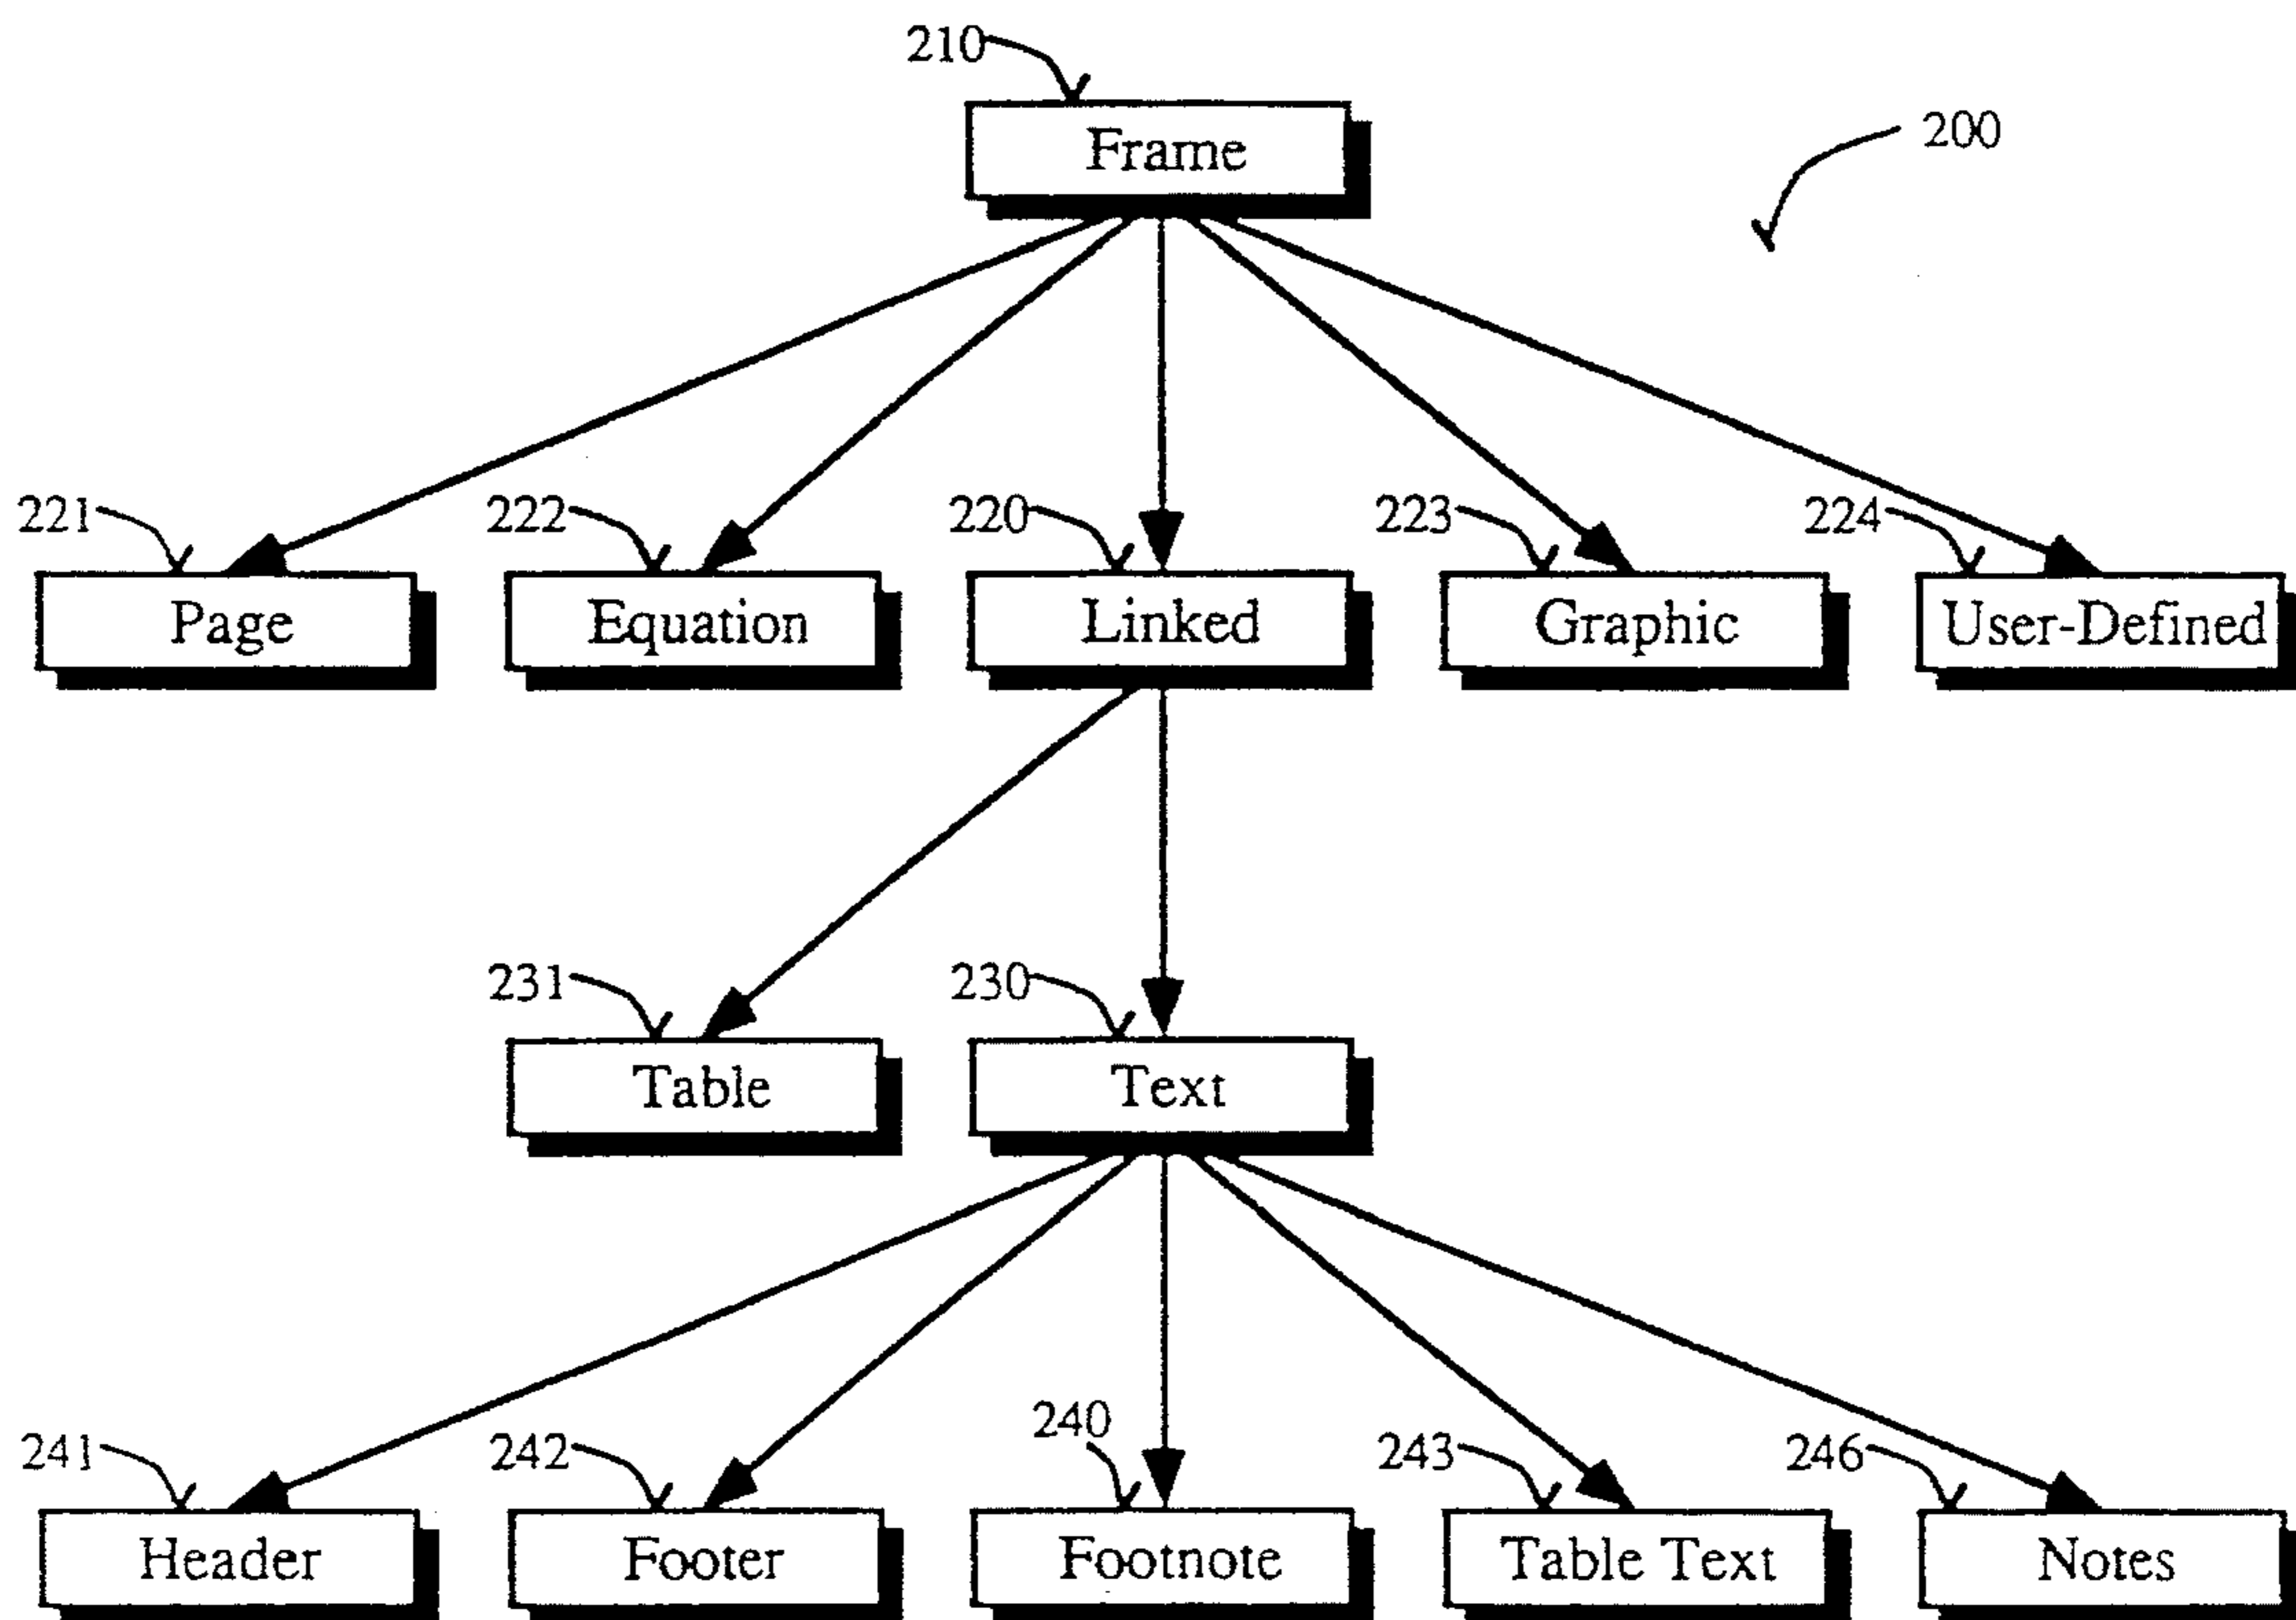 210
200
Frame
221 222 220 223 224
Page Equation Linked Graphic User-Defined
231 230
Table Text
240
241 242 243 246
Header Footer Footnote Table Text Notes